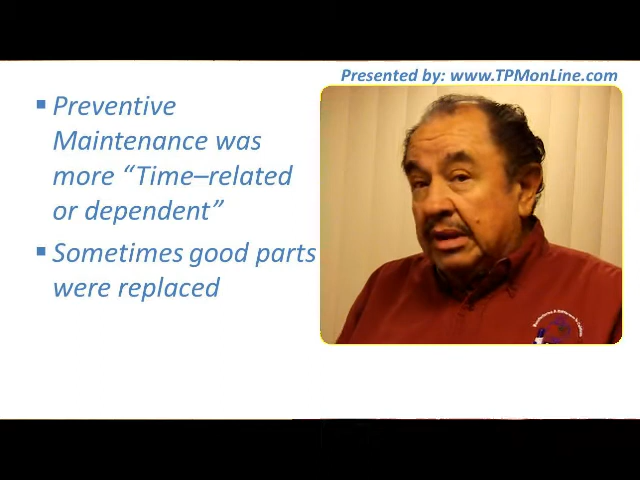 Presented by: www.TPMonLine.com
▪ Preventive
Maintenance was
more “Time–related
or dependent”
▪ Sometimes good parts
were replaced